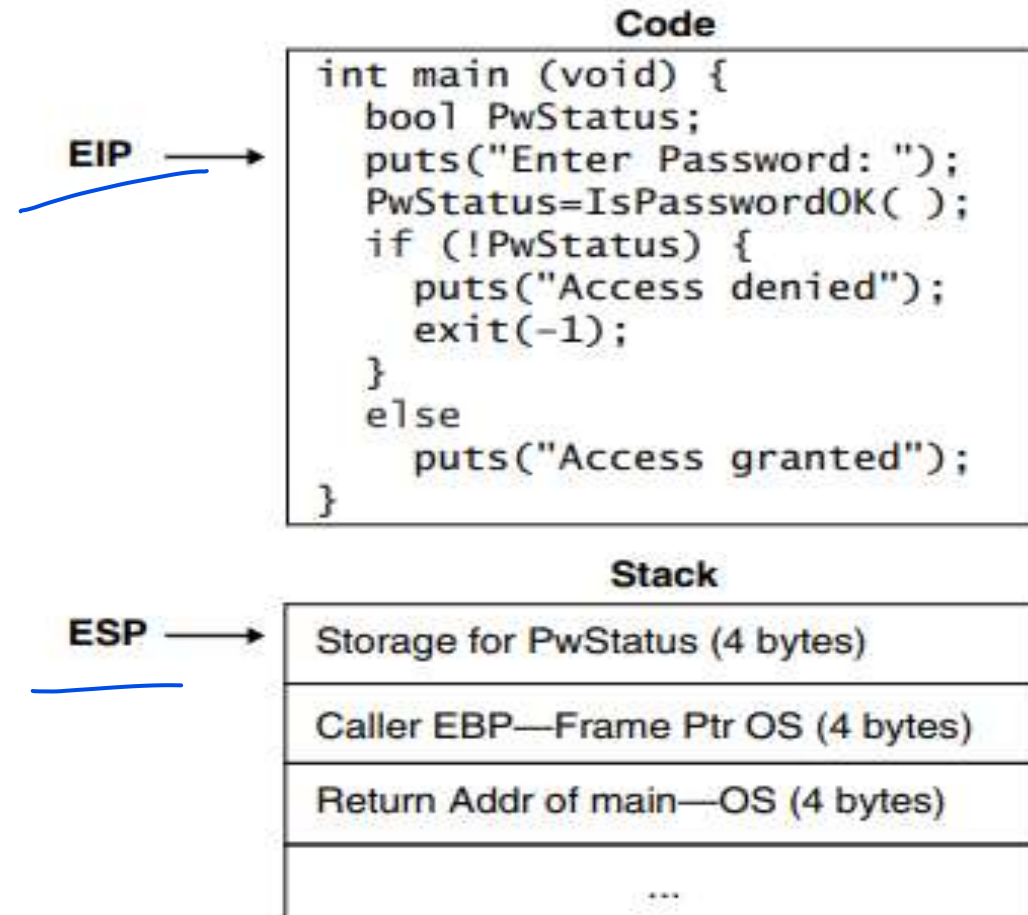 Code
int main (void) {
bool PwStatus;
EIP
puts("Enter Password: ");
PwStatus=IsPasswordOK( );
if (!PwStatus) {
puts("Access denied");
exit(-1);
}
else
puts("Access granted");
}
Stack
ESP
Storage for PwStatus (4 bytes)
Caller EBP—Frame Ptr OS (4 bytes)
Return Addr of main—OS (4 bytes)
...